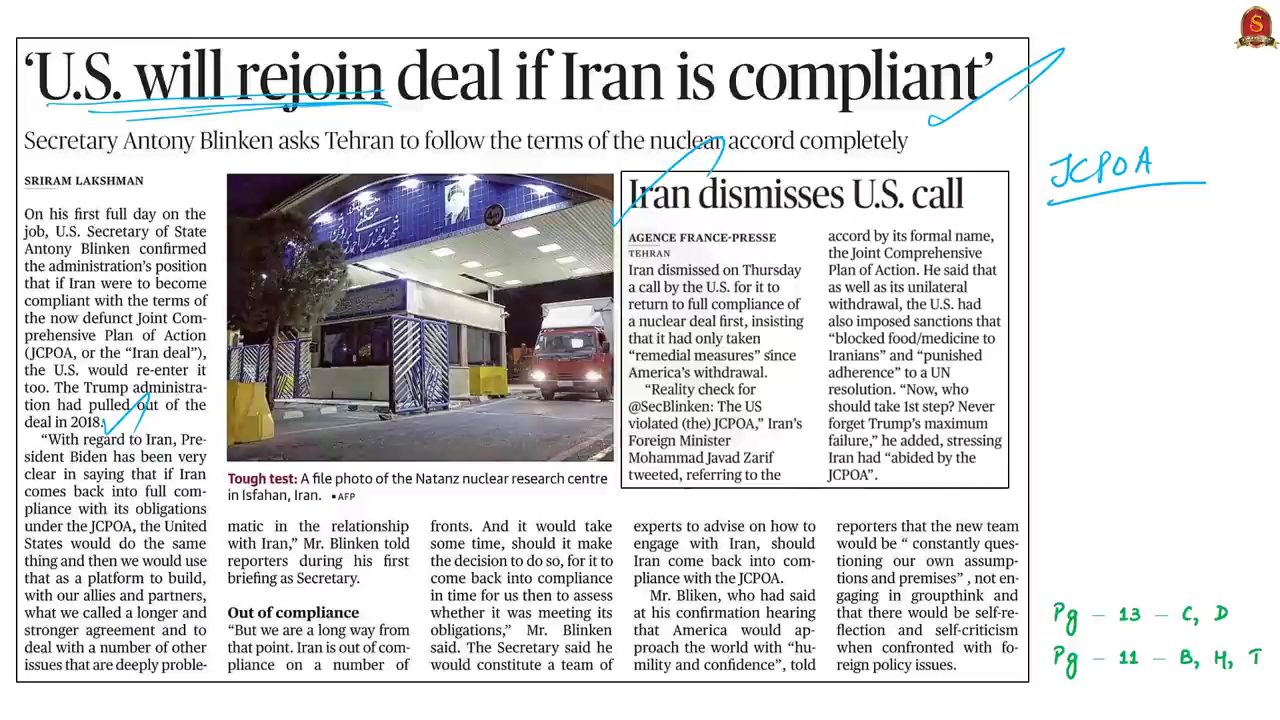 ‘U.S. will rejoin deal if Iran is compliant’
Secretary Antony Blinken asks Tehran to follow the terms of the nuclear accord completely
SRIRAM LAKSHMAN
On his first full day on the
job, U.S. Secretary of State
Antony Blinken confirmed
the administration’s position
that if Iran were to become
compliant with the terms of
the now defunct Joint Com-
prehensive Plan of Action
(JCPOA, or the “Iran deal”),
the U.S. would re-enter it
too. The Trump administra-
tion had pulled out of the
deal in 2018.
“With regard to Iran, Pre-
sident Biden has been very
clear in saying that if Iran
comes back into full com-
pliance with its obligations
under the JCPOA, the United
States would do the same
thing and then we would use
that as a platform to build,
with our allies and partners,
what we called a longer and
stronger agreement and to
deal with a number of other
issues that are deeply proble-
Tough test: A file photo of the Natanz nuclear research centre
in Isfahan, Iran. ▪AFP
matic in the relationship
with Iran,” Mr. Blinken told
reporters during his first
briefing as Secretary.
Out of compliance
“But we are a long way from
that point. Iran is out of com-
pliance on a number of
fronts. And it would take
some time, should it make
the decision to do so, for it to
come back into compliance
in time for us then to assess
whether it was meeting its
obligations,” Mr. Blinken
said. The Secretary said he
would constitute a team of
experts to advise on how to
engage with Iran, should
Iran come back into com-
pliance with the JCPOA.
Mr. Bliken, who had said
at his confirmation hearing
that America would ap-
proach the world with “hu-
mility and confidence”, told
reporters that the new team
would be “ constantly ques-
tioning our own assump-
tions and premises” , not en-
gaging in groupthink and
that there would be self-re-
flection and self-criticism
when confronted with fo-
reign policy issues.
Iran dismisses U.S. call
AGENCE FRANCE-PRESSE
TEHRAN
Iran dismissed on Thursday
a call by the U.S. for it to
return to full compliance of
a nuclear deal first, insisting
that it had only taken
“remedial measures” since
America’s withdrawal.
“Reality check for
@SecBlinken: The US
violated (the) JCPOA,” Iran’s
Foreign Minister
Mohammad Javad Zarif
tweeted, referring to the
accord by its formal name,
the Joint Comprehensive
Plan of Action. He said that
as well as its unilateral
withdrawal, the U.S. had
also imposed sanctions that
“blocked food/medicine to
Iranians” and “punished
adherence” to a UN
resolution. “Now, who
should take 1st step? Never
forget Trump’s maximum
failure,” he added, stressing
Iran had “abided by the
JCPOA”.
JCPOA
Pg - 13 - C, D
Pg - 11 - B, H, T
S